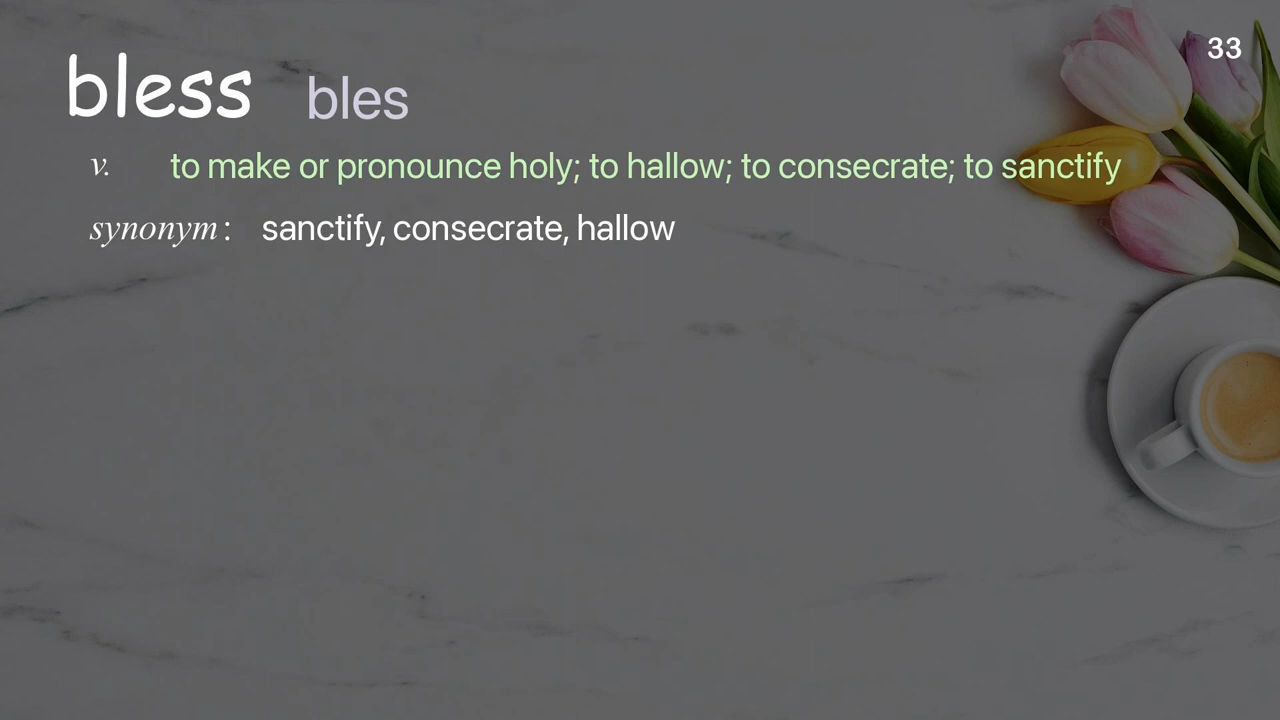 33
bless bles
v. to make or pronounce holy; to hallow; to consecrate; to sanctify
synonym: sanctify, consecrate, hallow